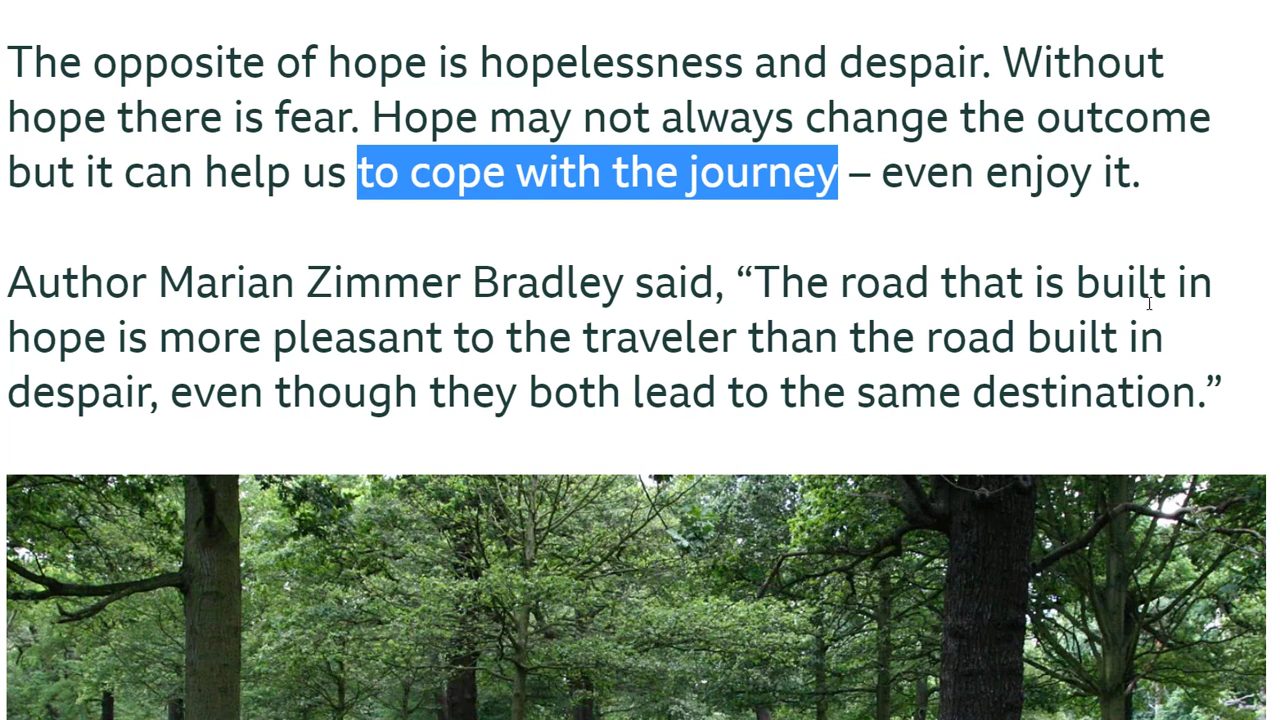 The opposite of hope is hopelessness and despair. Without
hope there is fear. Hope may not always change the outcome
but it can help us to cope with the journey – even enjoy it.
Author Marian Zimmer Bradley said, “The road that is built in
hope is more pleasant to the traveler than the road built in
despair, even though they both lead to the same destination.”